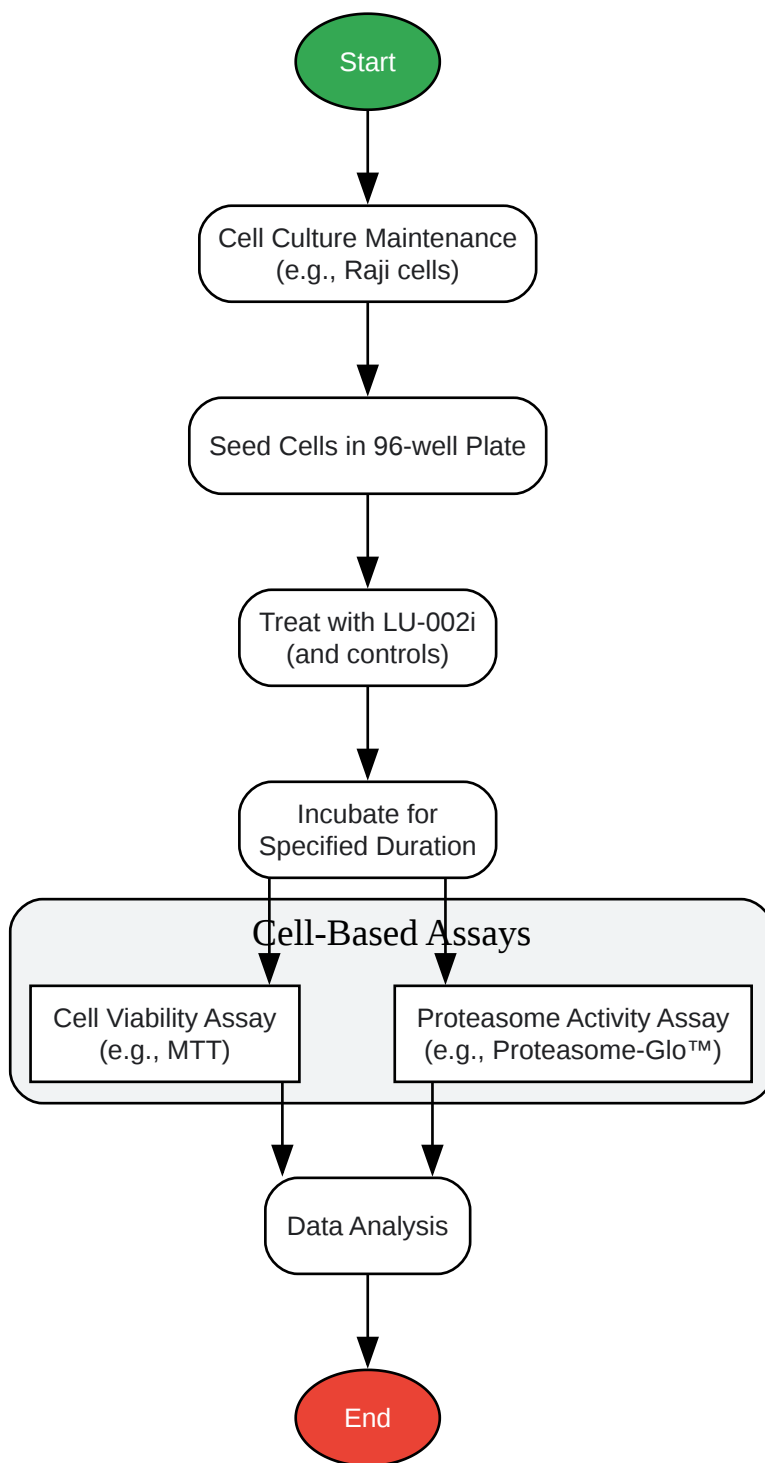 Start
Cell Culture Maintenance
(e.g., Raji cells)
Seed Cells in 96-well Plate
Treat with LU-002i
(and controls)
Incubate for
Specified Duration
Cell-Based Assays
Cell Viability Assay
(e.g., MTT)
Proteasome Activity Assay
(e.g., Proteasome-Glo™)
Data Analysis
End